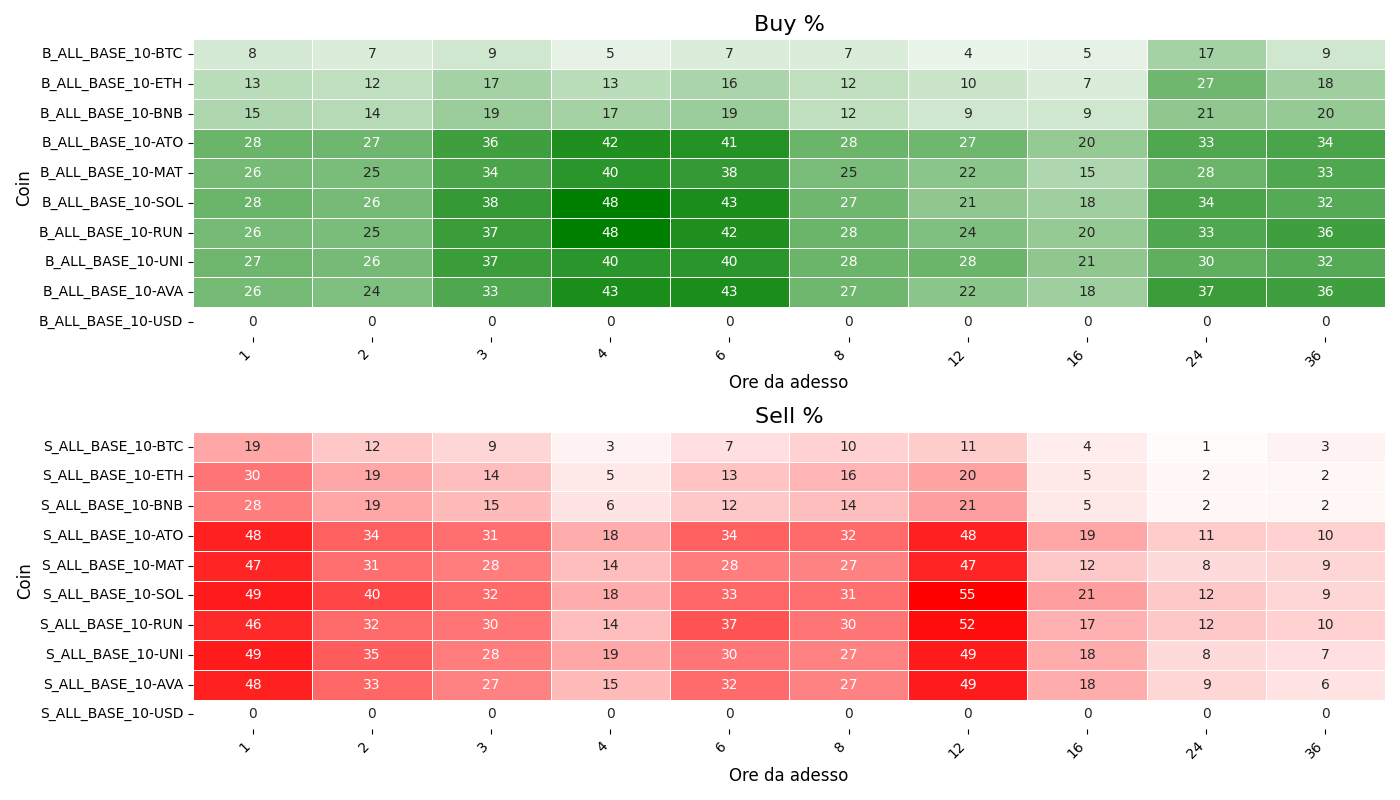 Buy %
Coin
B_ALL_BASE_10-BTC 8 7 9 5 7 7 4 5 17 9
B_ALL_BASE_10-ETH 13 12 17 13 16 12 10 7 27 18
B_ALL_BASE_10-BNB 15 14 19 17 19 12 9 9 21 20
B_ALL_BASE_10-ATO 28 27 36 42 41 28 27 20 33 34
B_ALL_BASE_10-MAT 26 25 34 40 38 25 22 15 28 33
B_ALL_BASE_10-SOL 28 26 38 48 43 27 21 18 34 32
B_ALL_BASE_10-RUN 26 25 37 48 42 28 24 20 33 36
B_ALL_BASE_10-UNI 27 26 37 40 40 28 28 21 30 32
B_ALL_BASE_10-AVA 26 24 33 43 43 27 22 18 37 36
B_ALL_BASE_10-USD 0 0 0 0 0 0 0 0 0 0
1 2 3 4 6 8 12 16 24 36
Ore da adesso
Sell %
Coin
S_ALL_BASE_10-BTC 19 12 9 3 7 10 11 4 1 3
S_ALL_BASE_10-ETH 30 19 14 5 13 16 20 5 2 2
S_ALL_BASE_10-BNB 28 19 15 6 12 14 21 5 2 2
S_ALL_BASE_10-ATO 48 34 31 18 34 32 48 19 11 10
S_ALL_BASE_10-MAT 47 31 28 14 28 27 47 12 8 9
S_ALL_BASE_10-SOL 49 40 32 18 33 31 55 21 12 9
S_ALL_BASE_10-RUN 46 32 30 14 37 30 52 17 12 10
S_ALL_BASE_10-UNI 49 35 28 19 30 27 49 18 8 7
S_ALL_BASE_10-AVA 48 33 27 15 32 27 49 18 9 6
S_ALL_BASE_10-USD 0 0 0 0 0 0 0 0 0 0
1 2 3 4 6 8 12 16 24 36
Ore da adesso